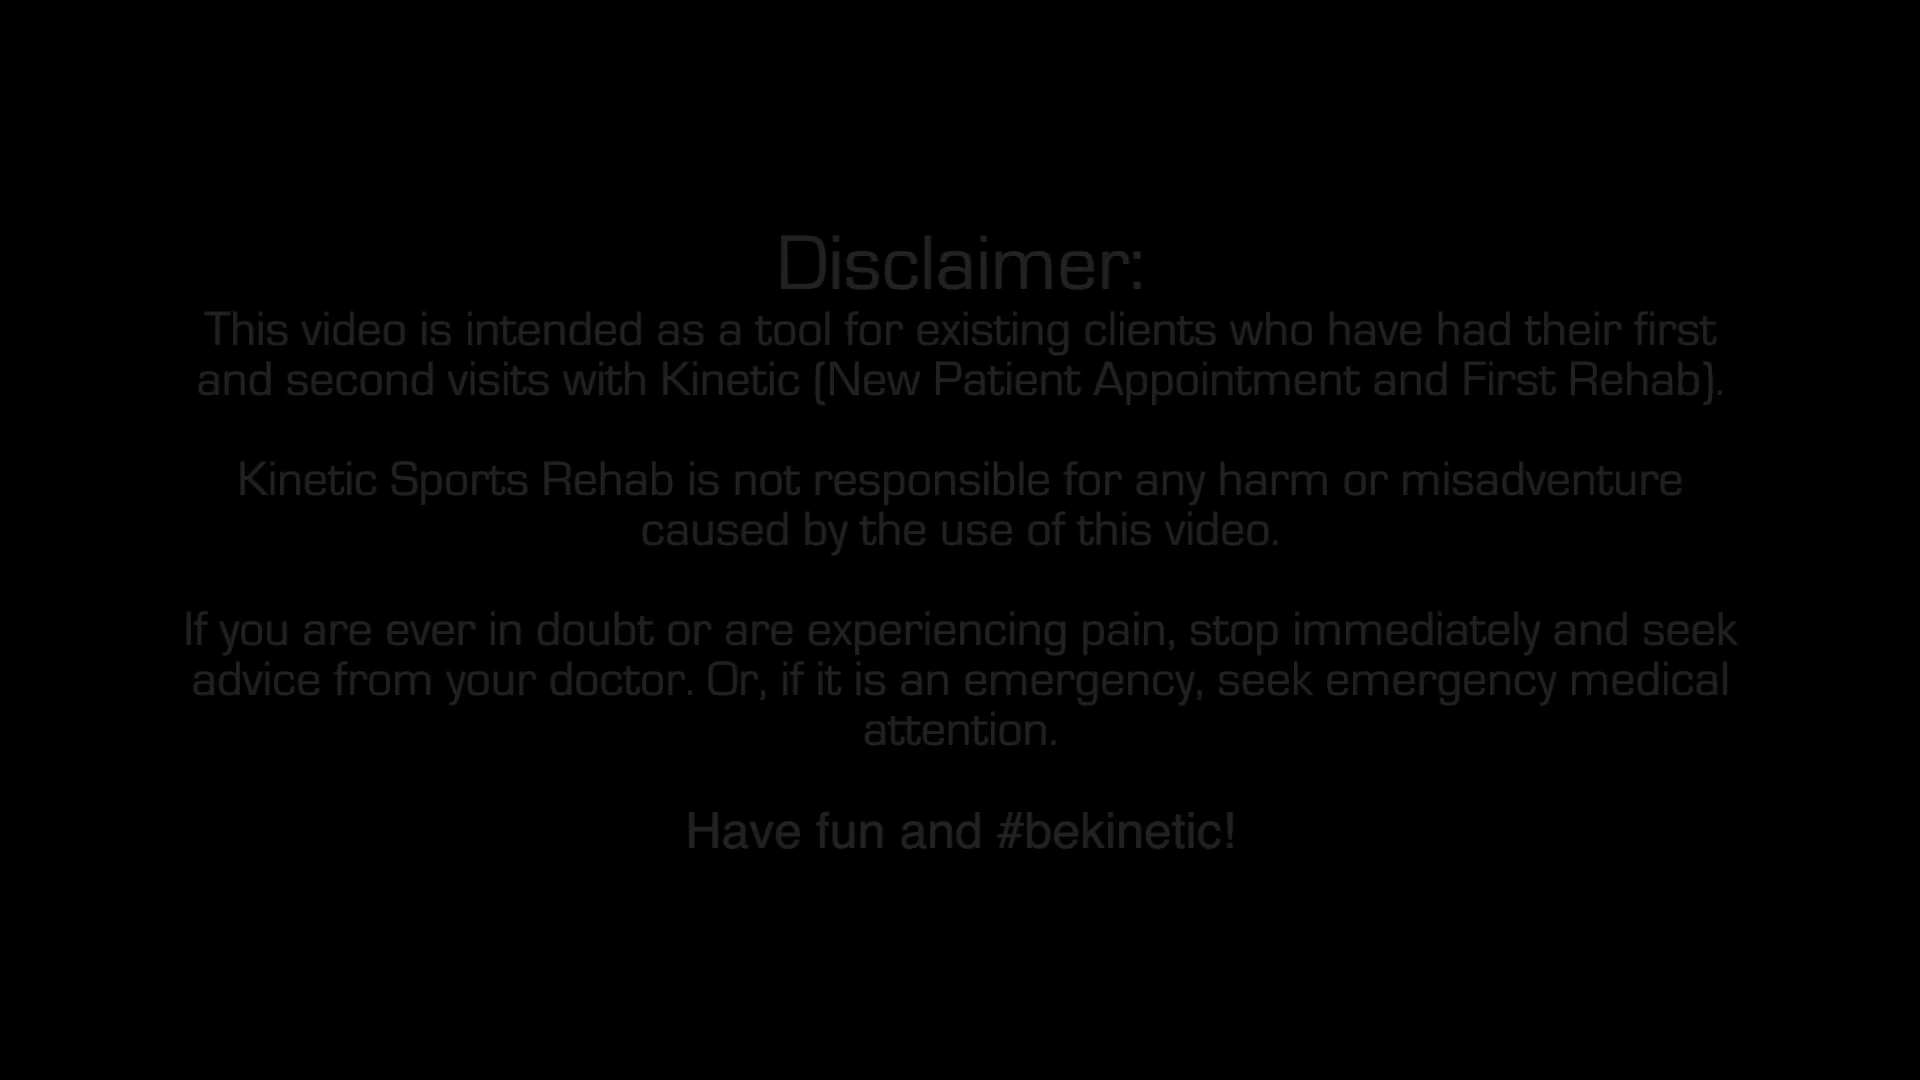 Disclaimer:
This video is intended as a tool for existing clients who have had their first
and second visits with Kinetic (New Patient Appointment and First Rehab).
Kinetic Sports Rehab is not responsible for any harm or misadventure
caused by the use of this video.
If you are ever in doubt or are experiencing pain, stop immediately and seek
advice from your doctor. Or, if it is an emergency, seek emergency medical
attention.
Have fun and #bekinetic!